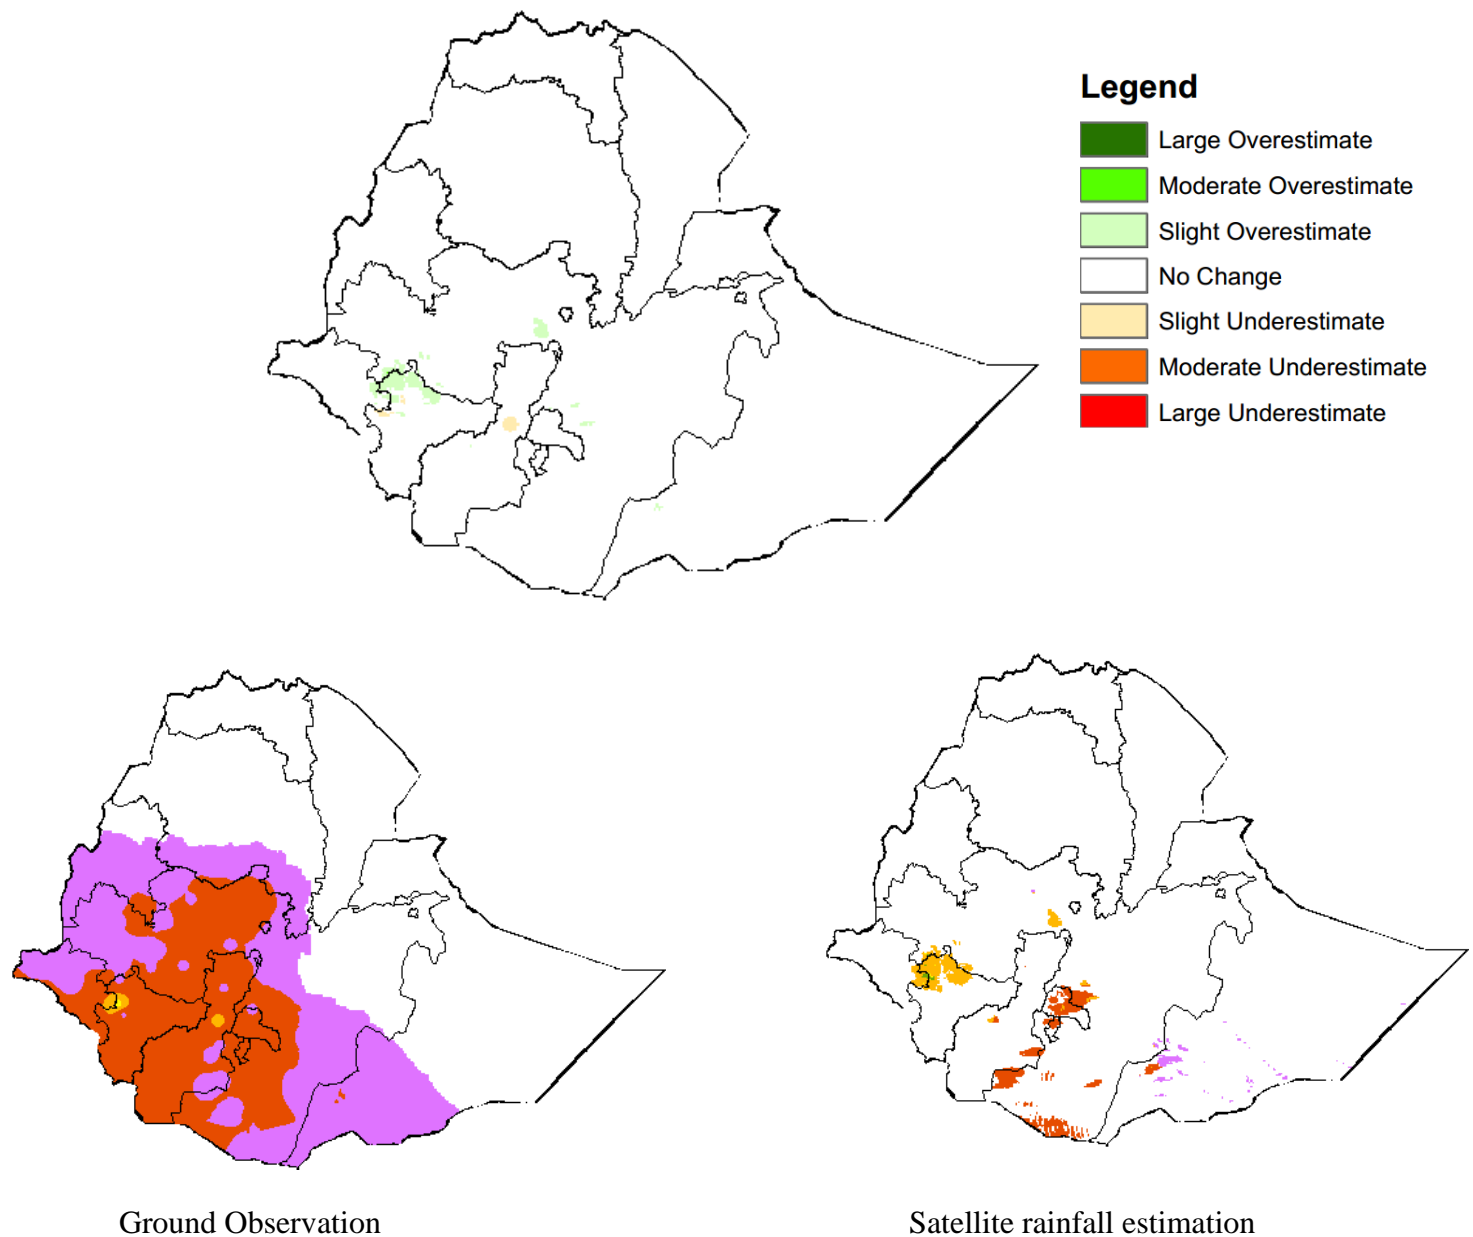 Legend
Large Overestimate
Moderate Overestimate
Slight Overestimate
No Change
Slight Underestimate
Moderate Underestimate
Large Underestimate
Ground Observation
Satellite rainfall estimation